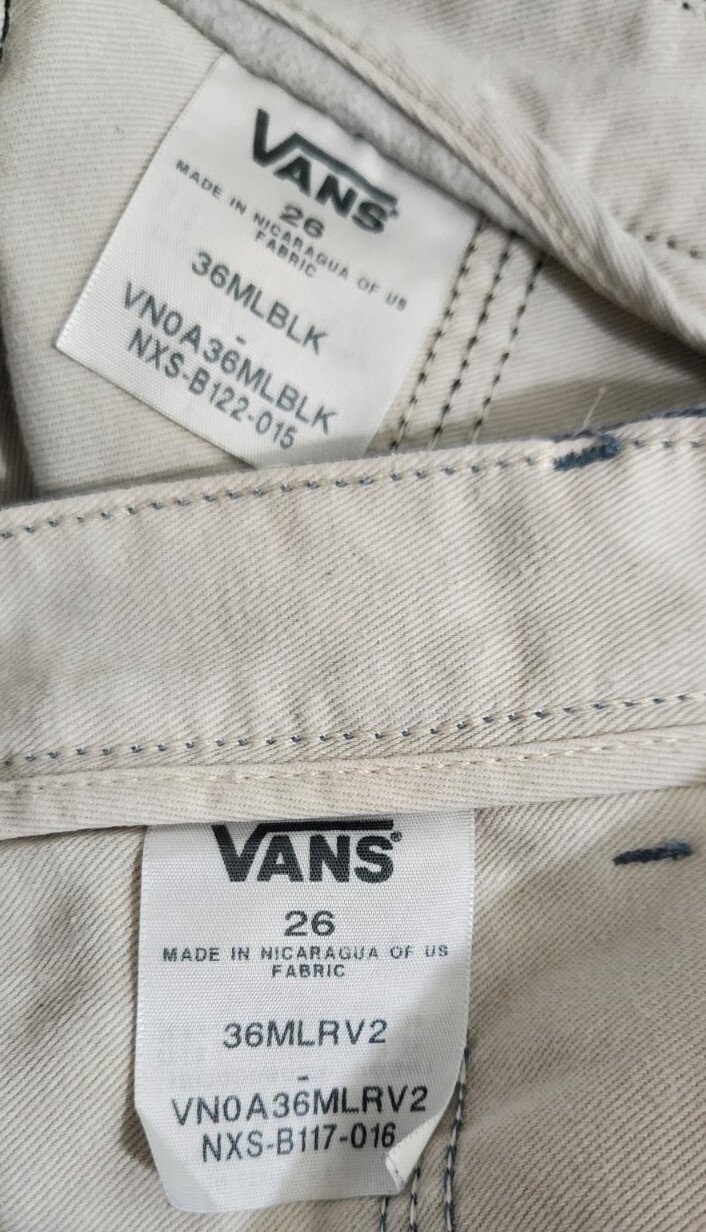 VANS
26
MADE IN NICARAGUA OF US
FABRIC
36MLBLK
-
VN0A36MLBLK
NXS-B122-015
VANS®
26
MADE IN NICARAGUA OF US
FABRIC
36MLRV2
-
VN0A36MLRV2
NXS-B117-016